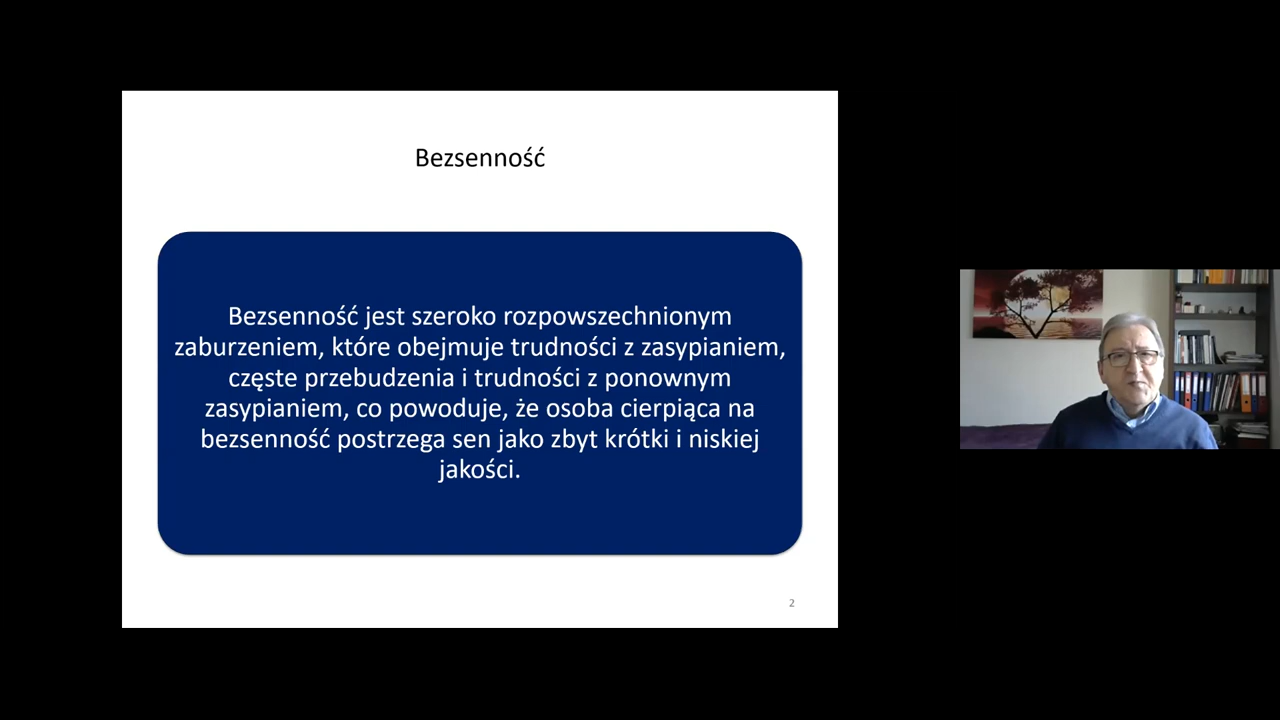 Bezsenność
Bezsenność jest szeroko rozpowszechnionym
zaburzeniem, które obejmuje trudności z zasypianiem,
częste przebudzenia i trudności z ponownym
zasypianiem, co powoduje, że osoba cierpiąca na
bezsenność postrzega sen jako zbyt krótki i niskiej
jakości.
2